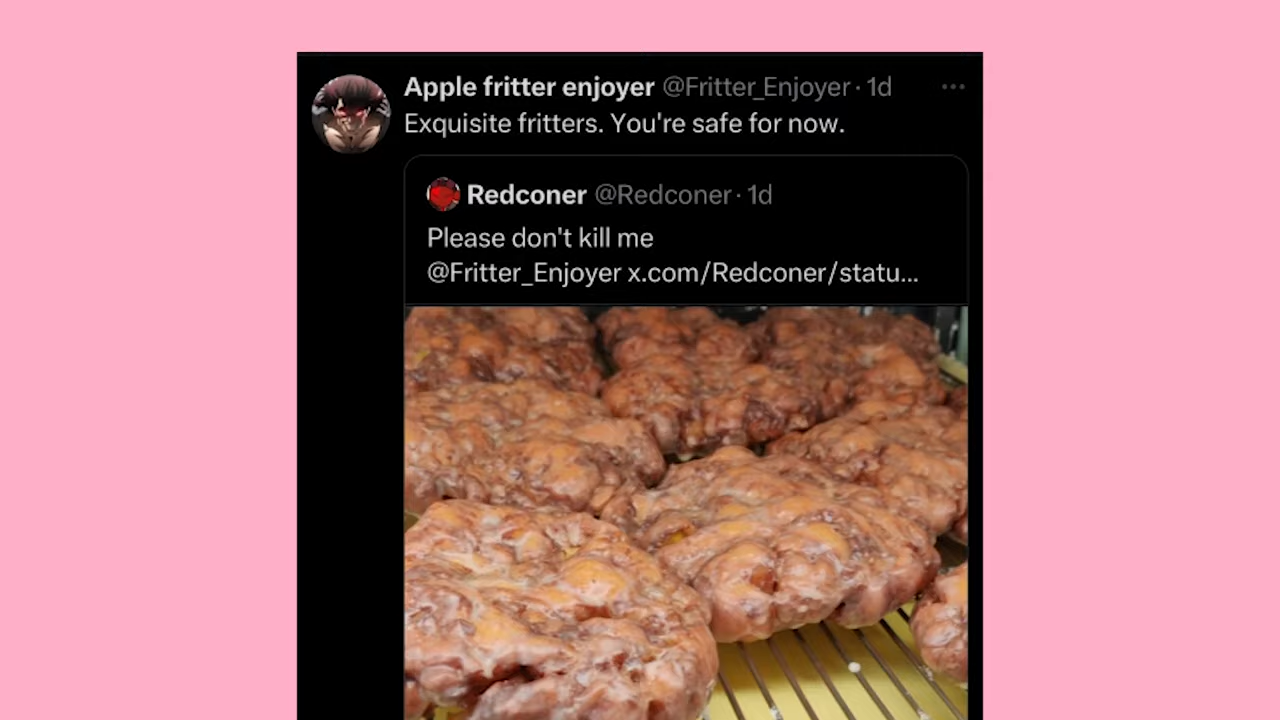 Apple fritter enjoyer @Fritter_Enjoyer · 1d
Exquisite fritters. You're safe for now.
Redconer @Redconer · 1d
Please don't kill me
@Fritter_Enjoyer x.com/Redconer/statu...